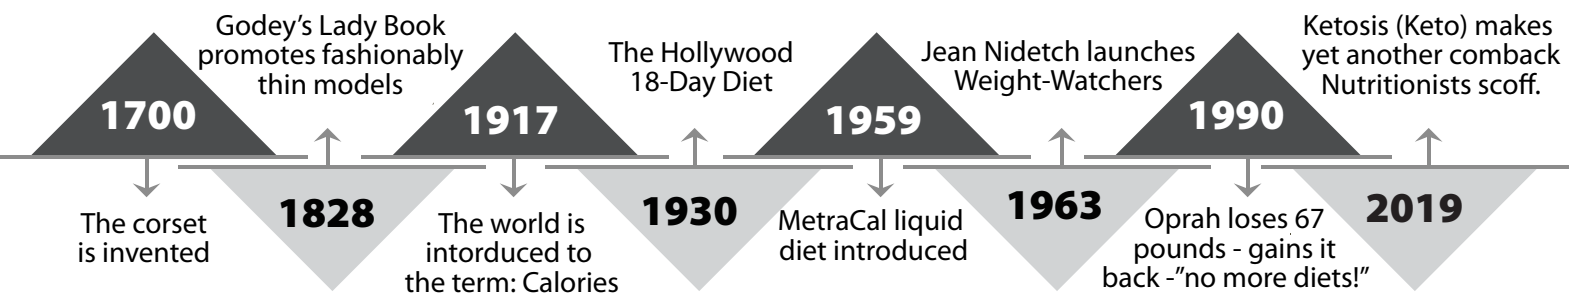 1700
The corset
is invented
Godey’s Lady Book
promotes fashionably
thin models
1828
1917
The world is
intorduced to
the term: Calories
The Hollywood
18-Day Diet
1930
1959
MetraCal liquid
diet introduced
Jean Nidetch launches
Weight-Watchers
1963
1990
Oprah loses 67
pounds - gains it
back -”no more diets!”
Ketosis (Keto) makes
yet another comback
Nutritionists scoff.
2019